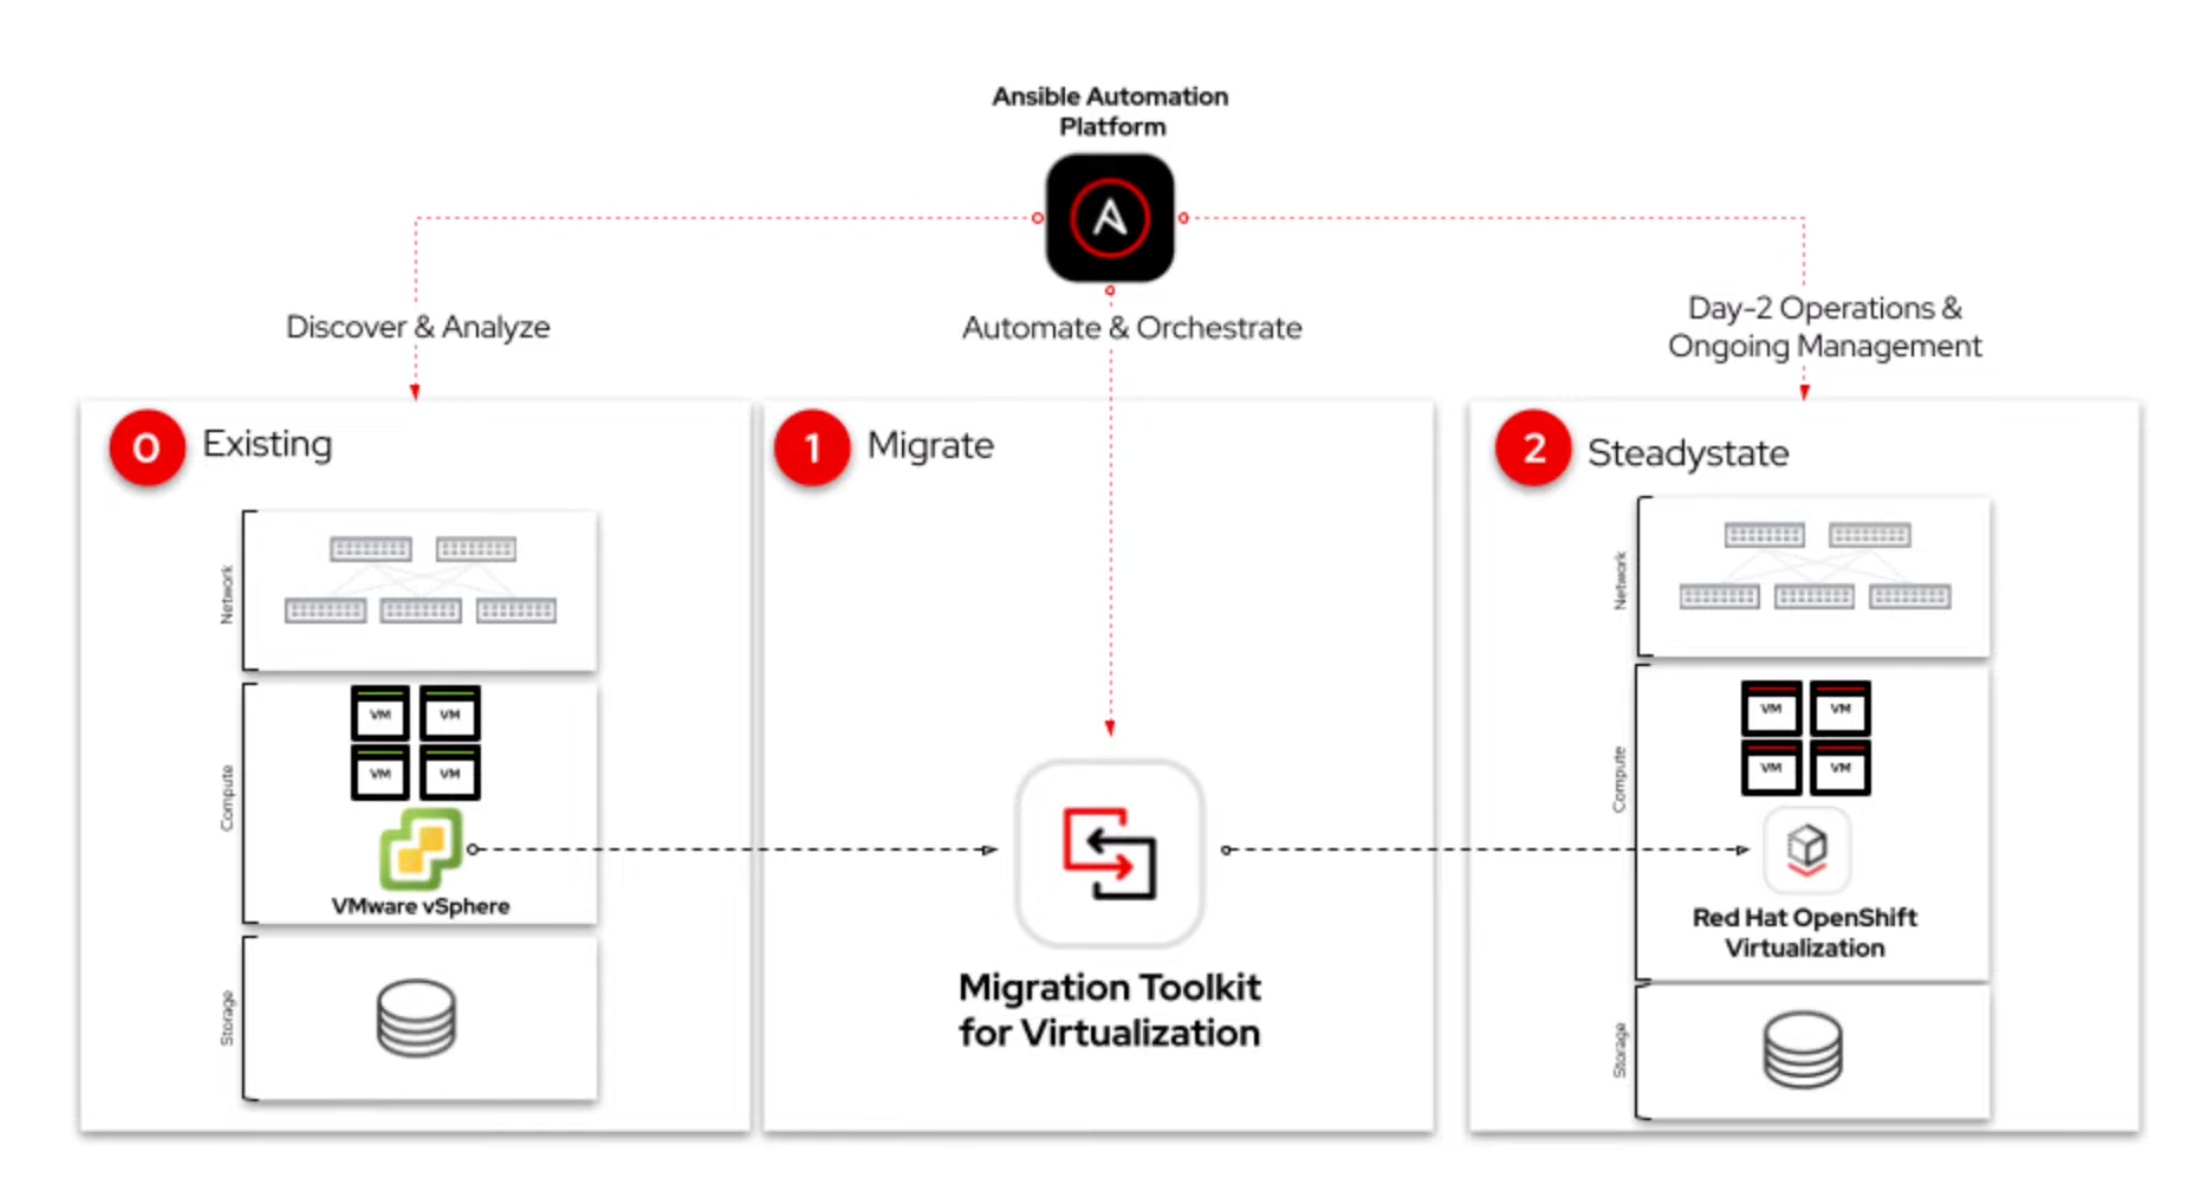 Ansible Automation
Platform
Discover & Analyze
Automate & Orchestrate
Day-2 Operations &
Ongoing Management
0 Existing
Network
Compute
VM VM
VM VM
VMware vSphere
Storage
1 Migrate
Migration Toolkit
for Virtualization
2 Steadystate
Network
Compute
VM VM
VM VM
Red Hat OpenShift
Virtualization
Storage